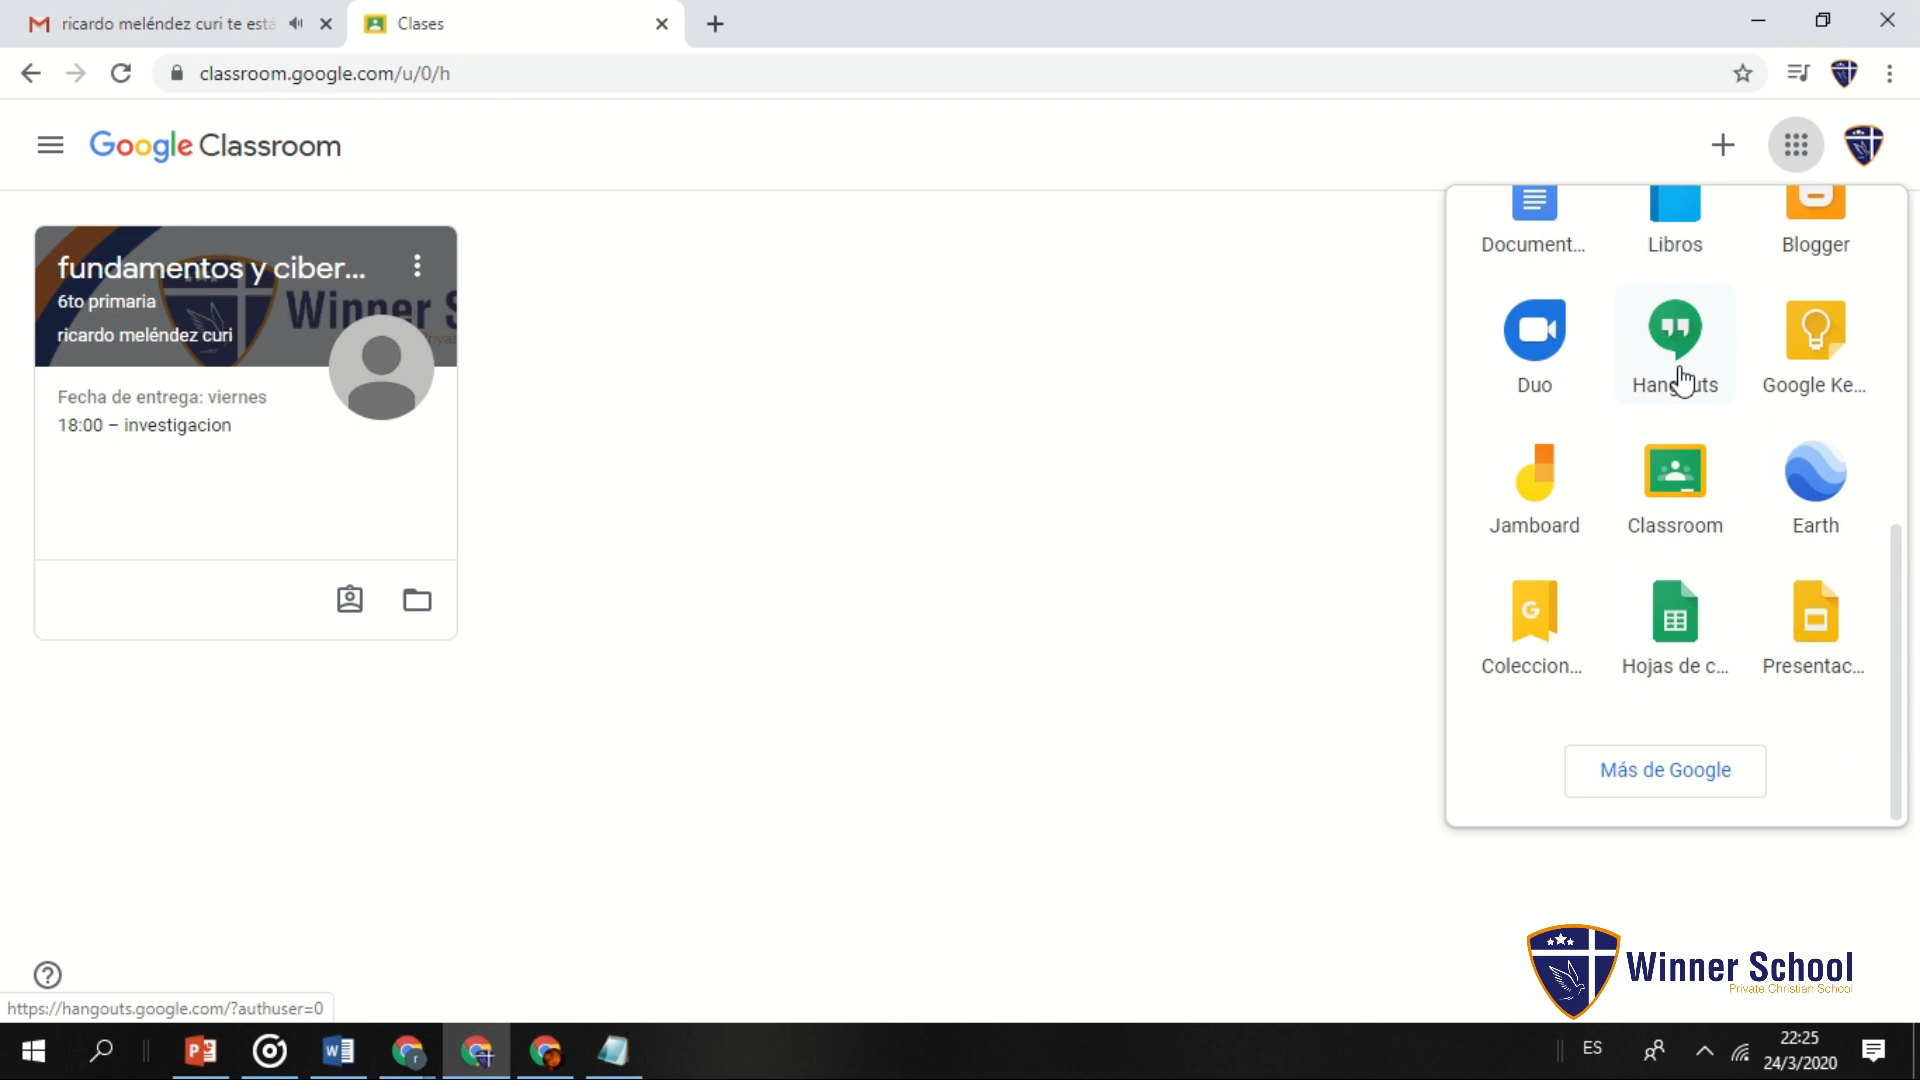 ricardo meléndez curi te está
Clases
classroom.google.com/u/0/h
Google Classroom
fundamentos y ciber...
6to primaria
ricardo meléndez curi
Winner S
Fecha de entrega: viernes
18:00 – investigacion
Document...
Libros
Blogger
Duo
Hangouts
Google Ke...
Jamboard
Classroom
Earth
Coleccion...
Hojas de c...
Presentac...
Más de Google
Winner School
Private Christian School
https://hangouts.google.com/?authuser=0
ES
22:25
24/3/2020